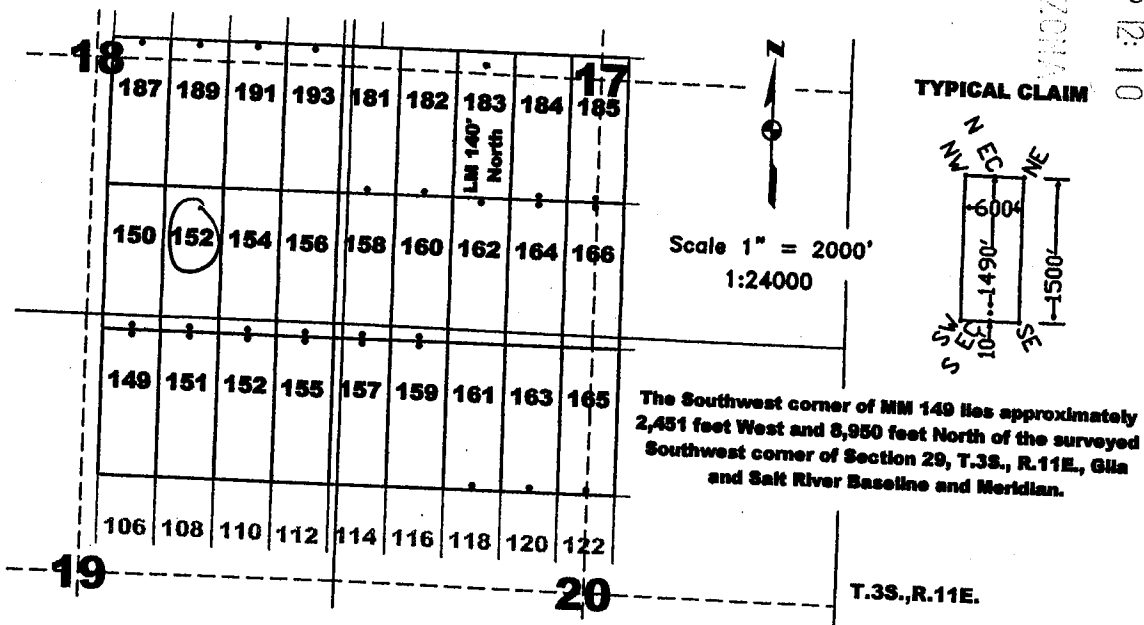 12: 10
18
17
187 189 191 193 181 182 183 184 185
LM 140'
North
N
TYPICAL CLAIM
N EC
NW
NE
600'
1490'
1500'
10'
SW
S EC
SE
150 152 154 156 158 160 162 164 166
Scale 1" = 2000'
1:24000
149 151 152 155 157 159 161 163 165
The Southwest corner of MM 149 lies approximately
2,451 feet West and 8,950 feet North of the surveyed
Southwest corner of Section 29, T.3S., R.11E., Gila
and Salt River Baseline and Meridian.
106 108 110 112 114 116 118 120 122
19
20
T.3S.,R.11E.